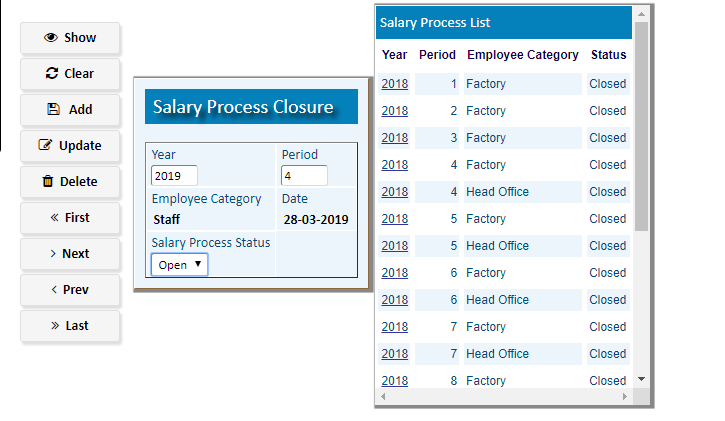 Show
Clear
Add
Update
Delete
First
Next
Prev
Last
Salary Process Closure
Year Period
2019 4
Employee Category Date
Staff 28-03-2019
Salary Process Status
Open
Salary Process List
Year Period Employee Category Status
2018 1 Factory Closed
2018 2 Factory Closed
2018 3 Factory Closed
2018 4 Factory Closed
2018 4 Head Office Closed
2018 5 Factory Closed
2018 5 Head Office Closed
2018 6 Factory Closed
2018 6 Head Office Closed
2018 7 Factory Closed
2018 7 Head Office Closed
2018 8 Factory Closed